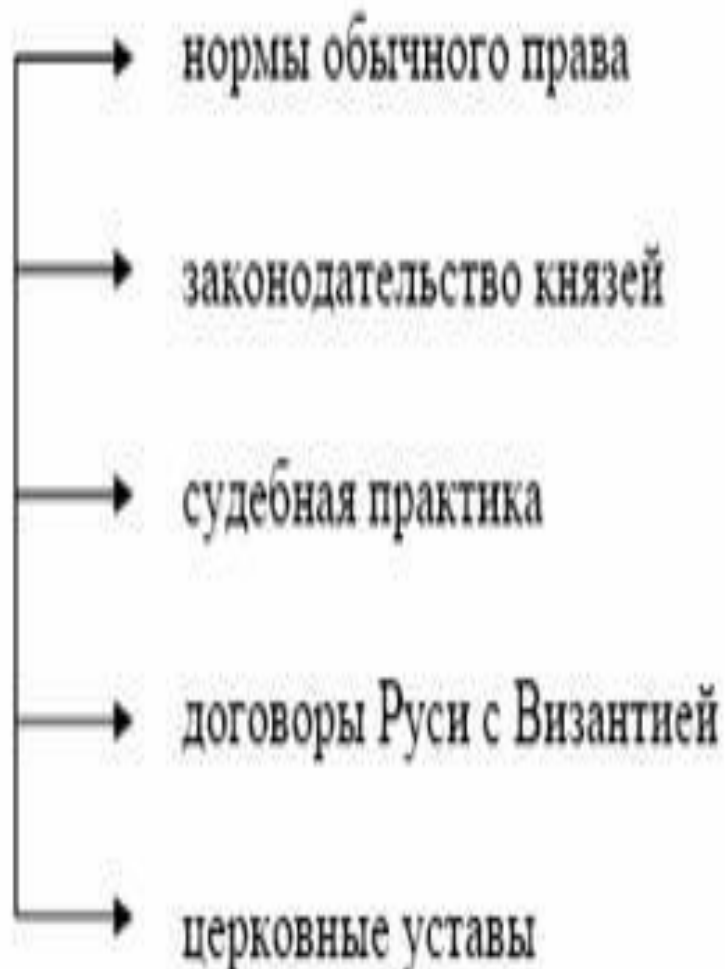 нормы обычного права
законодательство князей
судебная практика
договоры Руси с Византией
церковные уставы